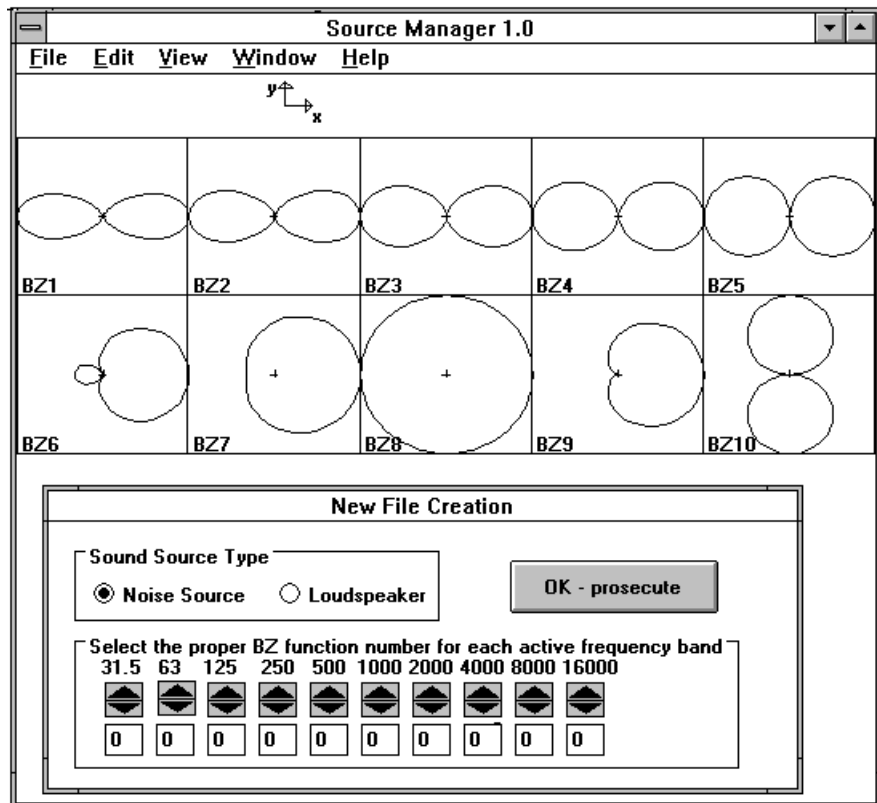 Source Manager 1.0
File Edit View Window Help
y
x
BZ1 BZ2 BZ3 BZ4 BZ5
BZ6 BZ7 BZ8 BZ9 BZ10
New File Creation
Sound Source Type
Noise Source Loudspeaker
OK - prosecute
Select the proper BZ function number for each active frequency band
31.5 63 125 250 500 1000 2000 4000 8000 16000
0 0 0 0 0 0 0 0 0 0